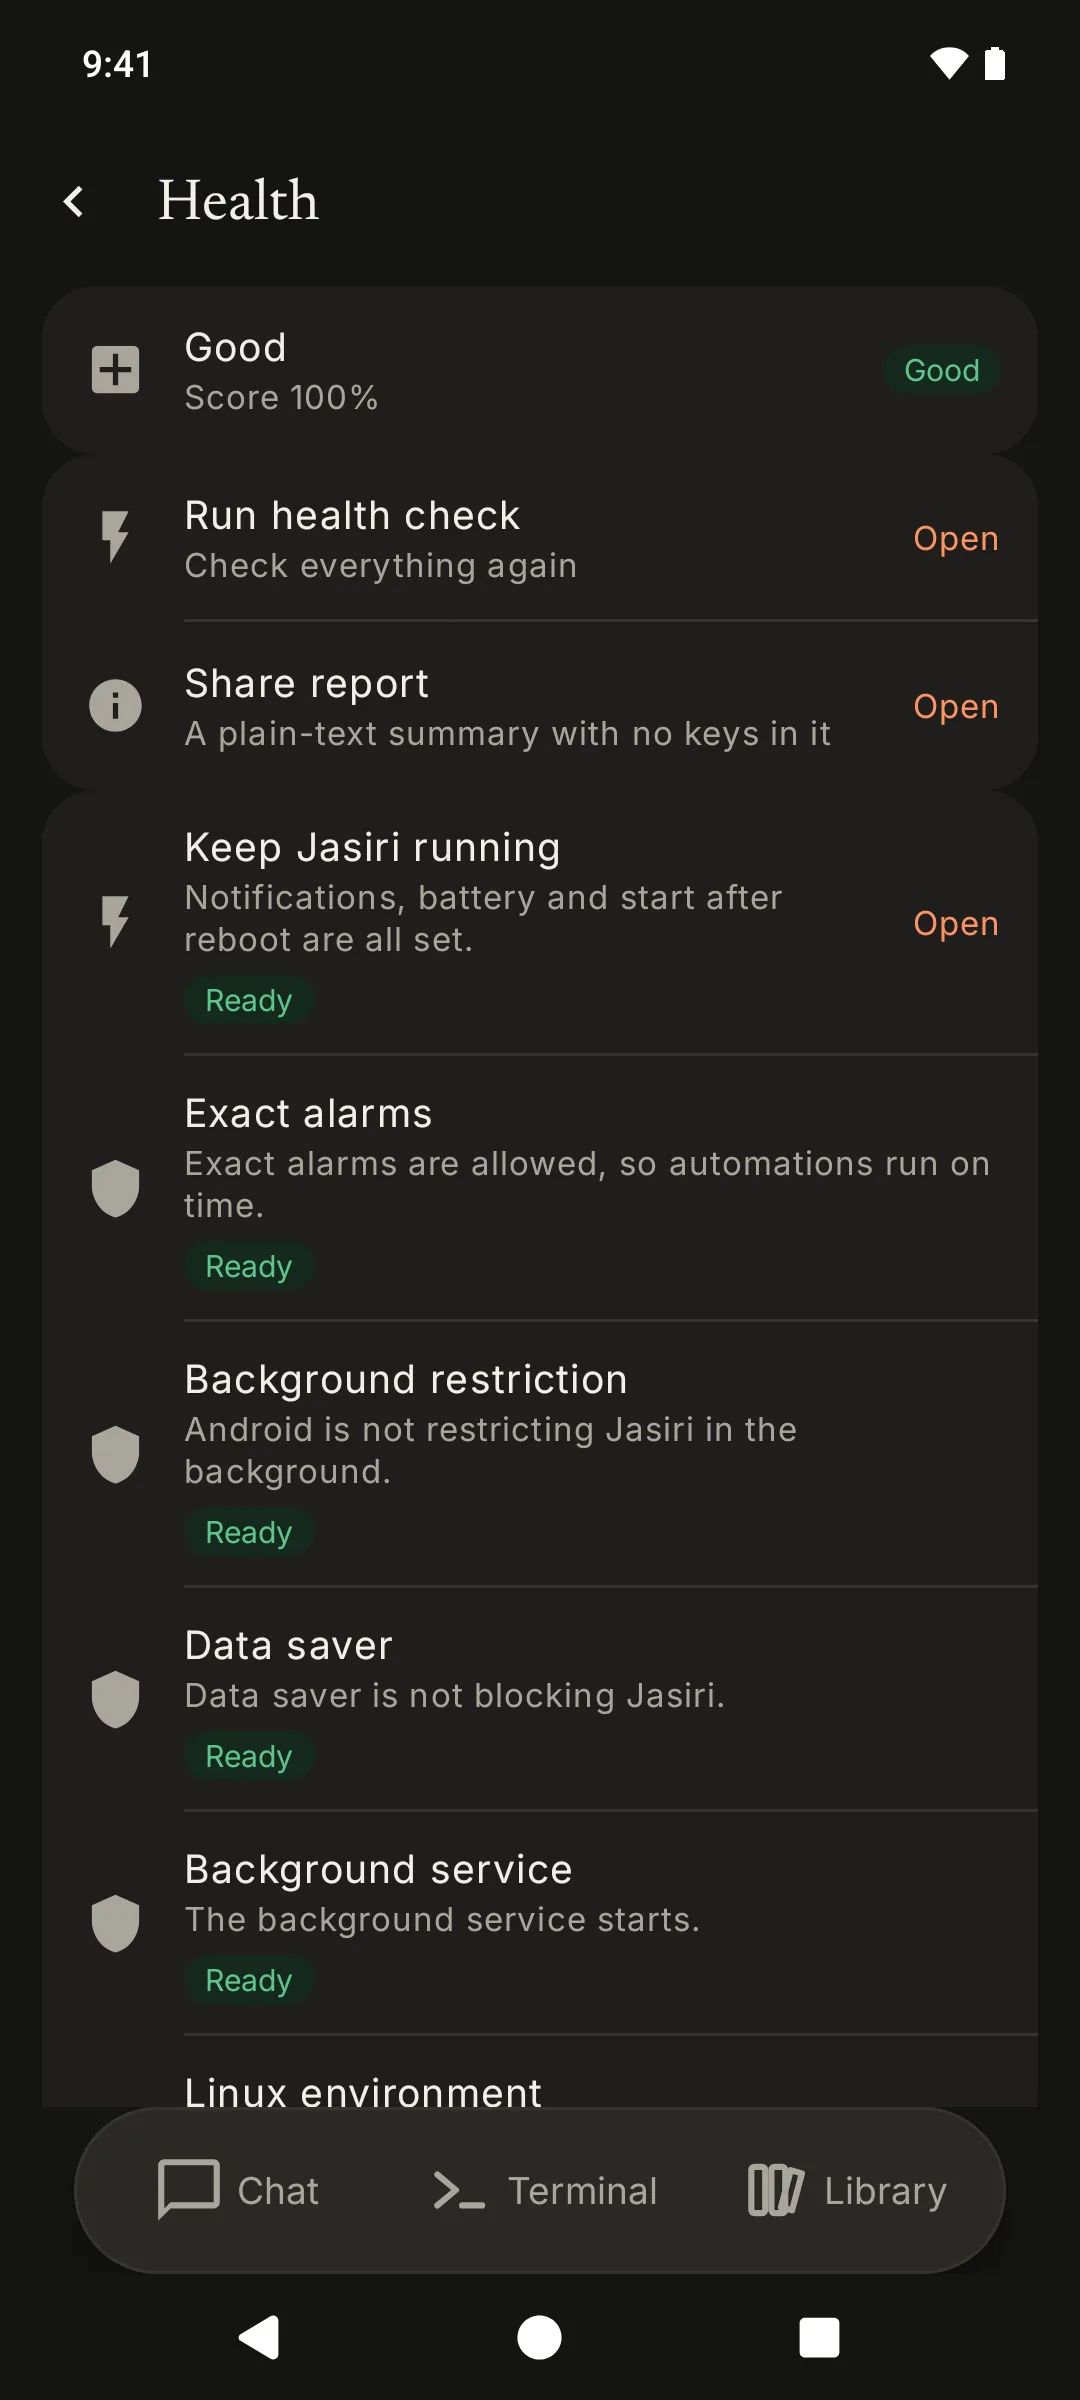 9:41
Health
Good
Score 100%
Good
Run health check
Check everything again
Open
Share report
A plain-text summary with no keys in it
Open
Keep Jasiri running
Notifications, battery and start after
reboot are all set.
Open
Ready
Exact alarms
Exact alarms are allowed, so automations run on
time.
Ready
Background restriction
Android is not restricting Jasiri in the
background.
Ready
Data saver
Data saver is not blocking Jasiri.
Ready
Background service
The background service starts.
Ready
Linux environment
Chat
Terminal
Library